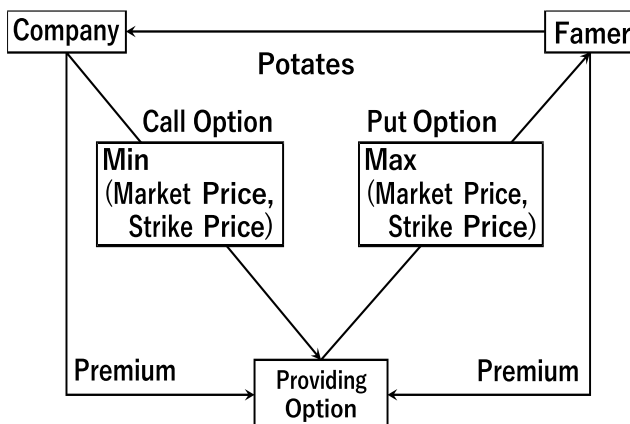 Company
Famer
Potates
Call Option
Put Option
Min
(Market Price,
Strike Price)
Max
(Market Price,
Strike Price)
Premium
Providing
Option
Premium